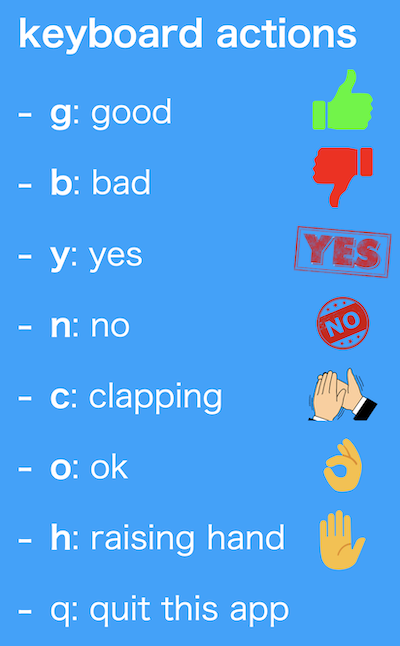 keyboard actions
- g: good
- b: bad
- y: yes
YES
- n: no
NO
- c: clapping
- o: ok
- h: raising hand
- q: quit this app